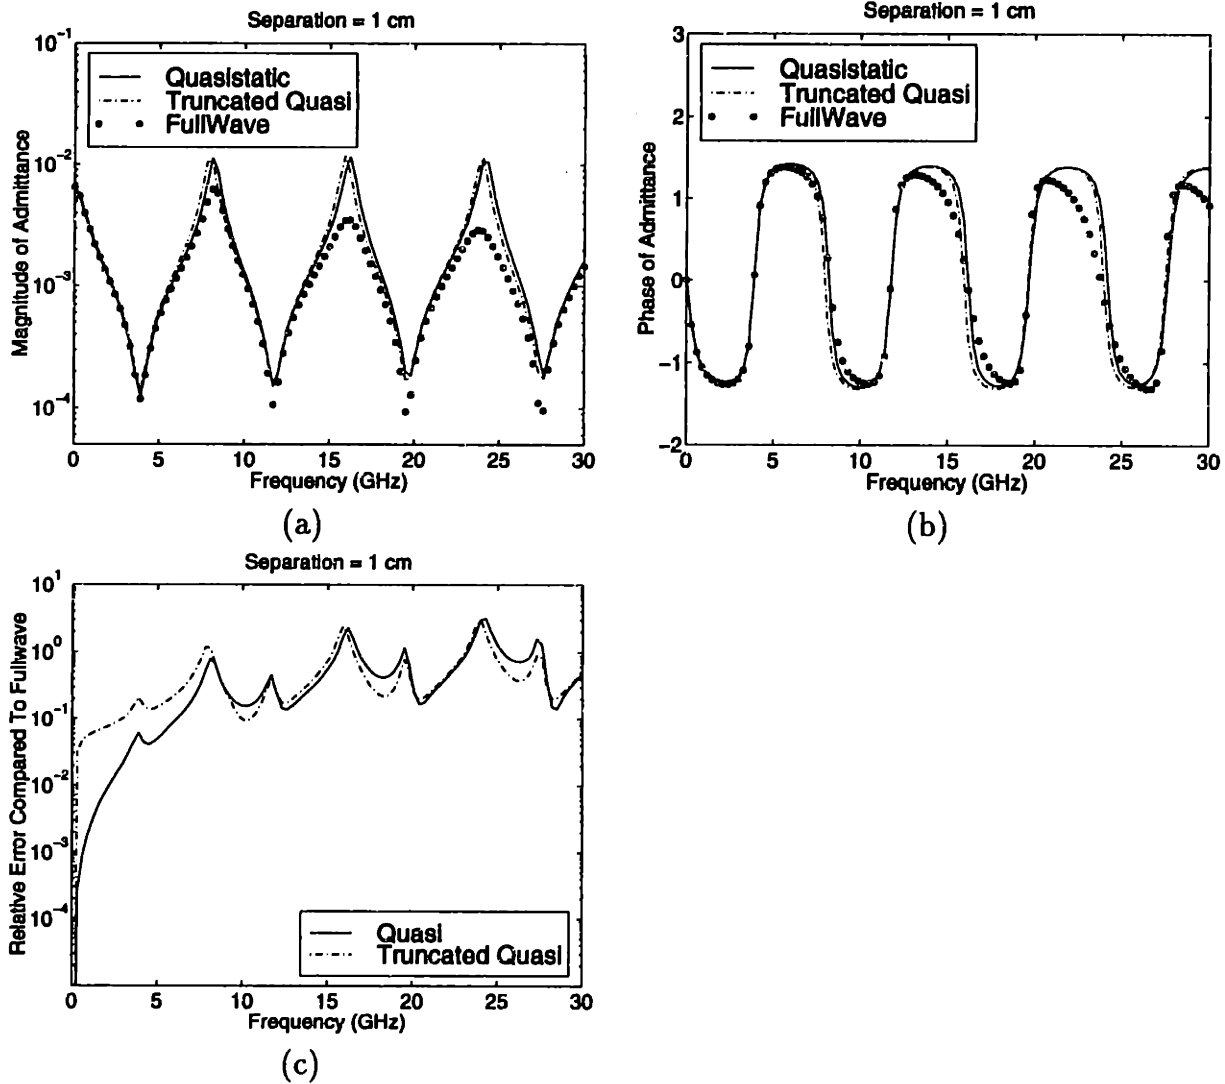 Separation = 1 cm
10^-1
10^-2
10^-3
10^-4
Magnitude of Admittance
Quasistatic
Truncated Quasi
FullWave
0 5 10 15 20 25 30
Frequency (GHz)
(a)
Separation = 1 cm
3
2
1
0
-1
-2
Phase of Admittance
Quasistatic
Truncated Quasi
FullWave
0 5 10 15 20 25 30
Frequency (GHz)
(b)
Separation = 1 cm
10^1
10^0
10^-1
10^-2
10^-3
10^-4
Relative Error Compared To Fullwave
Quasi
Truncated Quasi
0 5 10 15 20 25 30
Frequency (GHz)
(c)